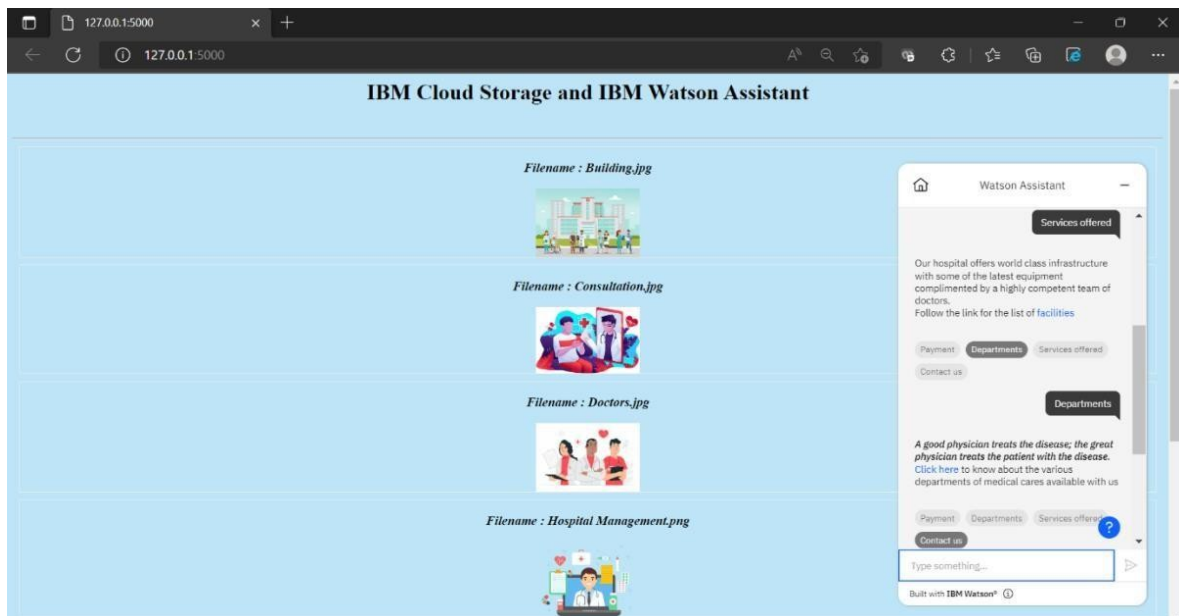 127.0.0.1:5000
127.0.0.1:5000
IBM Cloud Storage and IBM Watson Assistant
Filename : Building.jpg
Filename : Consultation.jpg
Filename : Doctors.jpg
Filename : Hospital Management.png
Watson Assistant
Services offered
Our hospital offers world class infrastructure
with some of the latest equipment
complimented by a highly competent team of
doctors.
Follow the link for the list of facilities
Payment Departments Services offered
Contact us
Departments
A good physician treats the disease; the great
physician treats the patient with the disease.
Click here to know about the various
departments of medical cares available with us
Payment Departments Services offered
?
Contact us
Type something...
Built with IBM Watson®